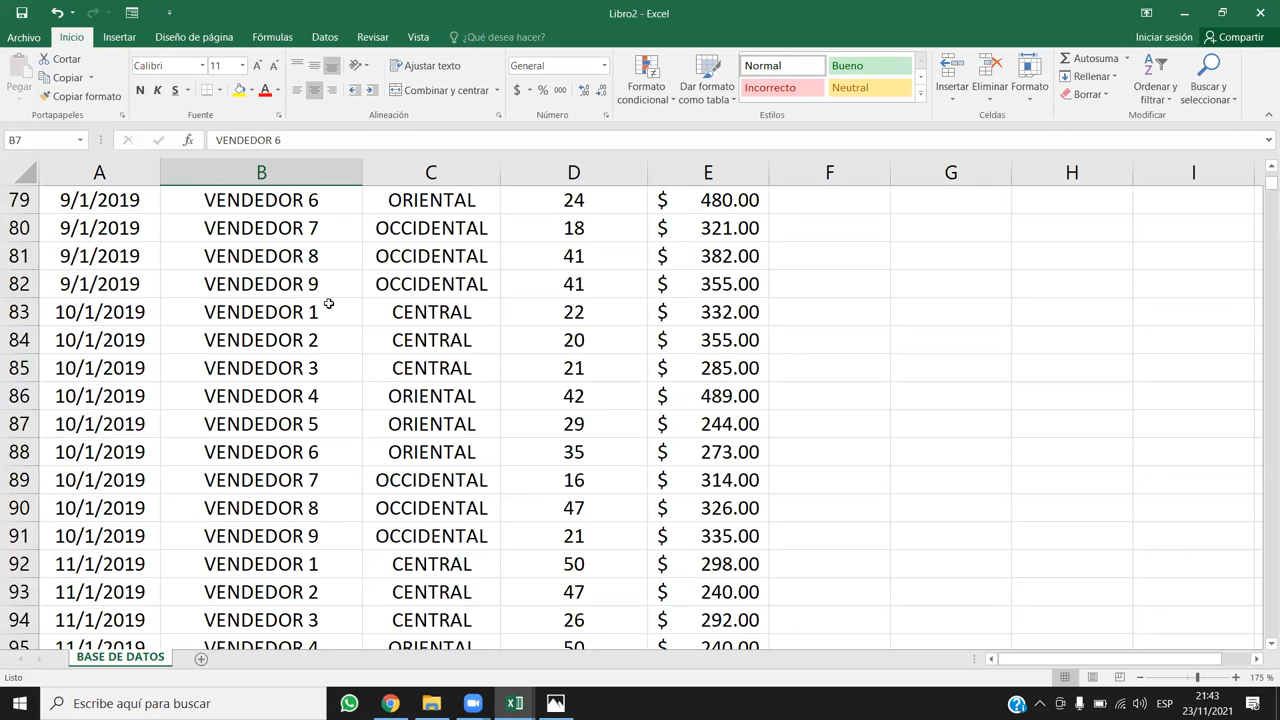 Libro2 - Excel
Archivo Inicio Insertar Diseño de página Fórmulas Datos Revisar Vista ¿Qué desea hacer? Iniciar sesión Compartir
Pegar
Cortar
Copiar
Copiar formato
Portapapeles
Calibri 11
N K S
Fuente
Ajustar texto
Combinar y centrar
Alineación
General
$ % 000
Número
Formato condicional
Dar formato como tabla
Normal Bueno
Incorrecto Neutral
Estilos
Insertar Eliminar Formato
Celdas
Autosuma
Rellenar
Borrar
Ordenar y filtrar
Buscar y seleccionar
Modificar
B7 fx VENDEDOR 6
A B C D E F G H I
79 9/1/2019 VENDEDOR 6 ORIENTAL 24 $ 480.00
80 9/1/2019 VENDEDOR 7 OCCIDENTAL 18 $ 321.00
81 9/1/2019 VENDEDOR 8 OCCIDENTAL 41 $ 382.00
82 9/1/2019 VENDEDOR 9 OCCIDENTAL 41 $ 355.00
83 10/1/2019 VENDEDOR 1 CENTRAL 22 $ 332.00
84 10/1/2019 VENDEDOR 2 CENTRAL 20 $ 355.00
85 10/1/2019 VENDEDOR 3 CENTRAL 21 $ 285.00
86 10/1/2019 VENDEDOR 4 ORIENTAL 42 $ 489.00
87 10/1/2019 VENDEDOR 5 ORIENTAL 29 $ 244.00
88 10/1/2019 VENDEDOR 6 ORIENTAL 35 $ 273.00
89 10/1/2019 VENDEDOR 7 OCCIDENTAL 16 $ 314.00
90 10/1/2019 VENDEDOR 8 OCCIDENTAL 47 $ 326.00
91 10/1/2019 VENDEDOR 9 OCCIDENTAL 21 $ 335.00
92 11/1/2019 VENDEDOR 1 CENTRAL 50 $ 298.00
93 11/1/2019 VENDEDOR 2 CENTRAL 47 $ 240.00
94 11/1/2019 VENDEDOR 3 CENTRAL 26 $ 292.00
95 11/1/2019 VENDEDOR 4 ORIENTAL 50 $ 240.00
BASE DE DATOS
Listo 175 %
Escribe aquí para buscar
ESP
21:43
23/11/2021